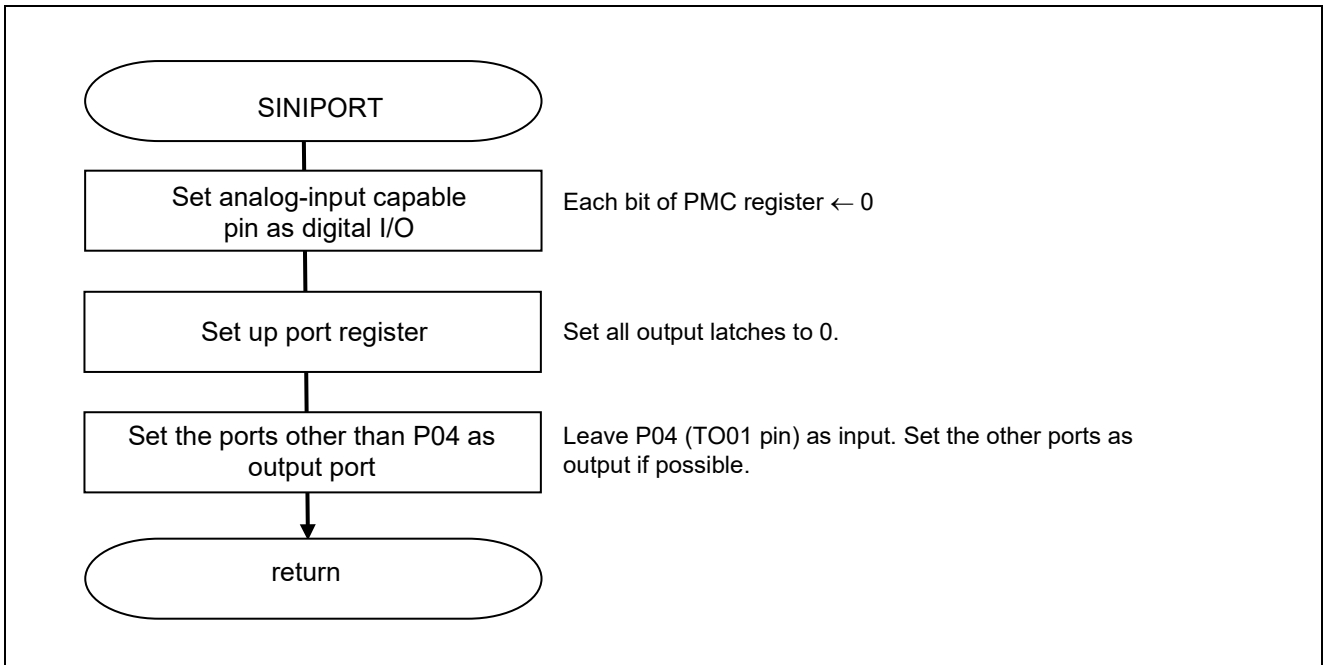 SINIPORT
Set analog-input capable
pin as digital I/O
Each bit of PMC register ← 0
Set up port register
Set all output latches to 0.
Set the ports other than P04 as
output port
Leave P04 (TO01 pin) as input. Set the other ports as
output if possible.
return